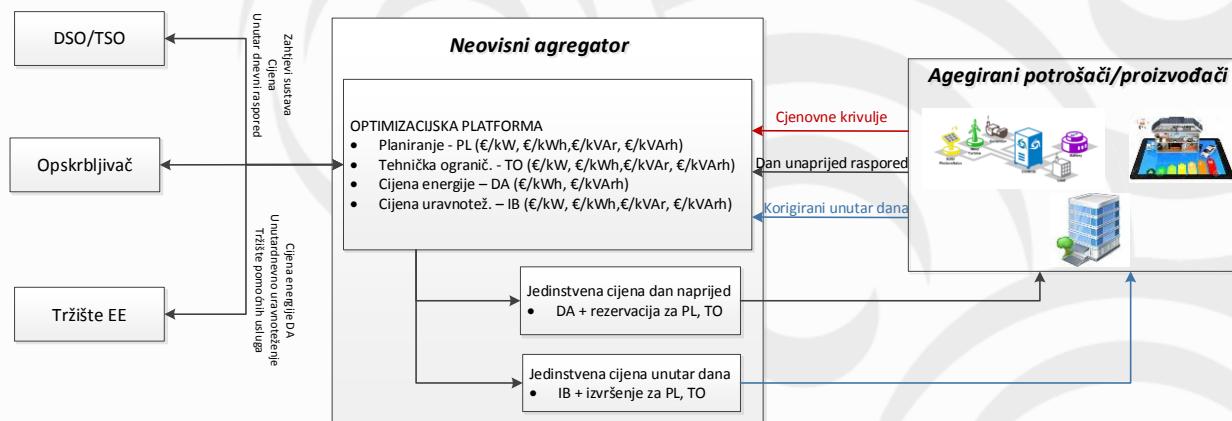 DSO/TSO
Opskrbljivač
Tržište EE
Zahtjevi sustava
Cijena
Unutar dnevni raspored
Cijena energije DA
Unutardnevno uravnoteženje
Tržište pomoćnih usluga
Neovisni agregator
OPTIMIZACIJSKA PLATFORMA
• Planiranje - PL (€/kW, €/kWh,€/kVAr, €/kVArh)
• Tehnička ogranič. - TO (€/kW, €/kWh,€/kVAr, €/kVArh)
• Cijena energije – DA (€/kWh, €/kVArh)
• Cijena uravnotež. – IB (€/kW, €/kWh,€/kVAr, €/kVArh)
Jedinstvena cijena dan naprijed
• DA + rezervacija za PL, TO
Jedinstvena cijena unutar dana
• IB + izvršenje za PL, TO
Cjenovne krivulje
Dan unaprijed raspored
Korigirani unutar dana
Agegirani potrošači/proizvođači